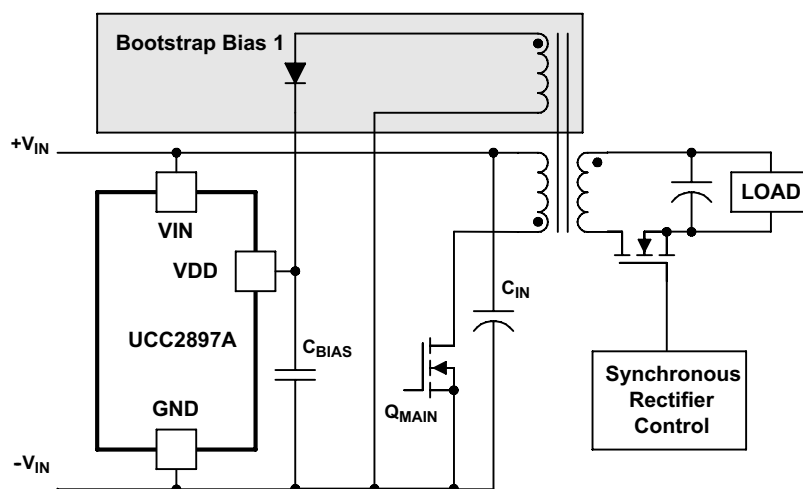 Bootstrap Bias 1
+VIN
VIN
VDD
UCC2897A
GND
-VIN
CBIAS
CIN
QMAIN
LOAD
Synchronous
Rectifier
Control